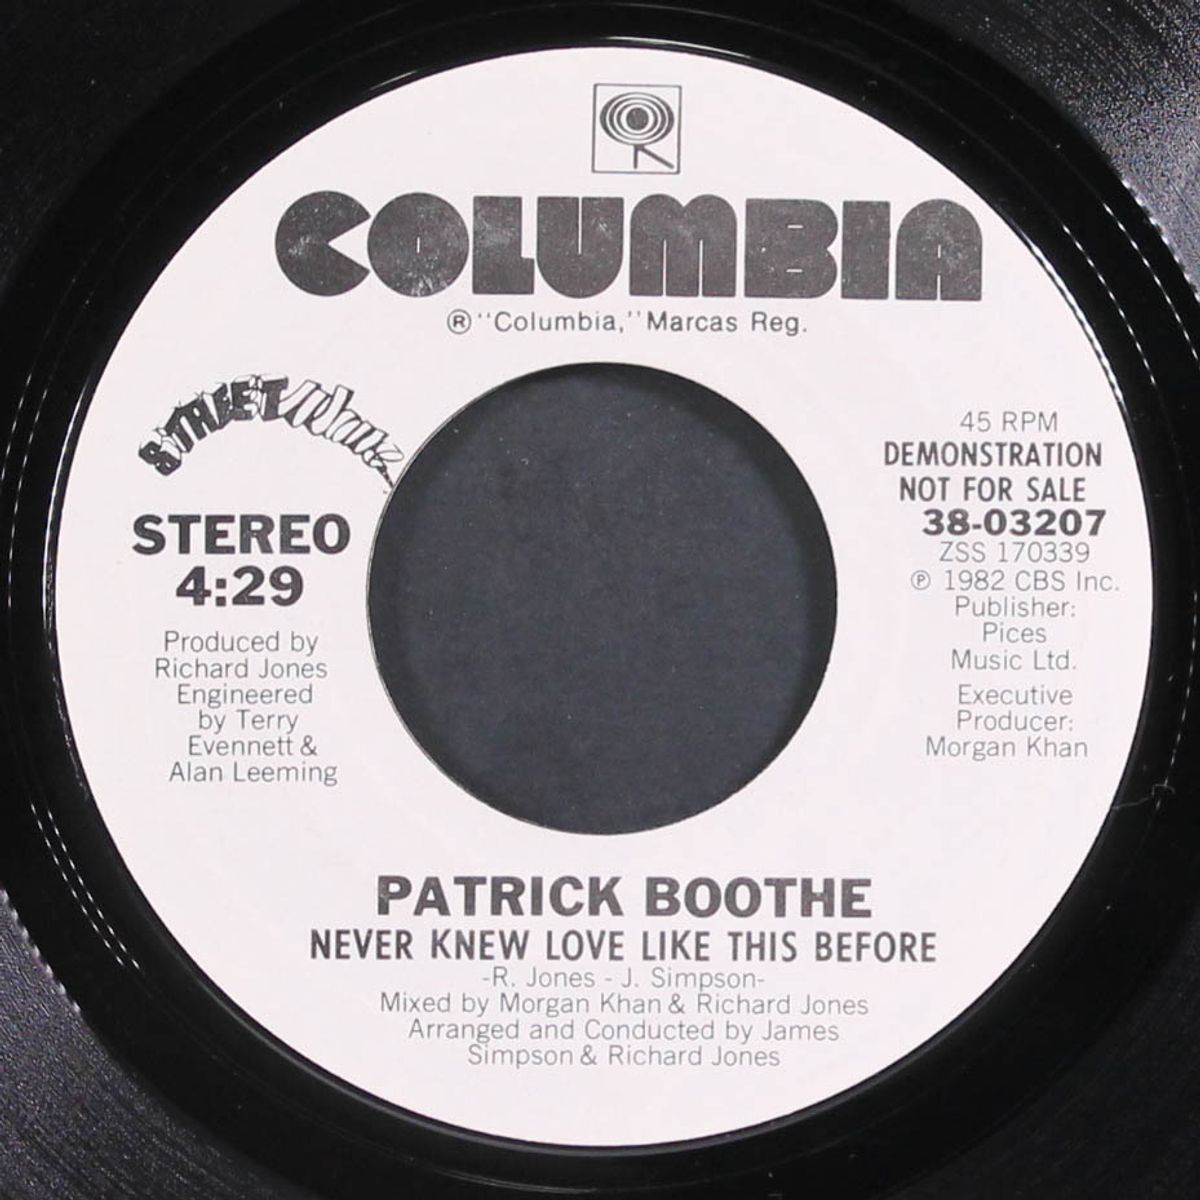 COLUMBIA
® "Columbia," Marcas Reg.
STREETWAVE
STEREO
4:29
Produced by
Richard Jones
Engineered
by Terry
Evennett &
Alan Leeming
45 RPM
DEMONSTRATION
NOT FOR SALE
38-03207
ZSS 170339
℗ 1982 CBS Inc.
Publisher:
Pices
Music Ltd.
Executive
Producer:
Morgan Khan
PATRICK BOOTHE
NEVER KNEW LOVE LIKE THIS BEFORE
-R. Jones - J. Simpson-
Mixed by Morgan Khan & Richard Jones
Arranged and Conducted by James
Simpson & Richard Jones